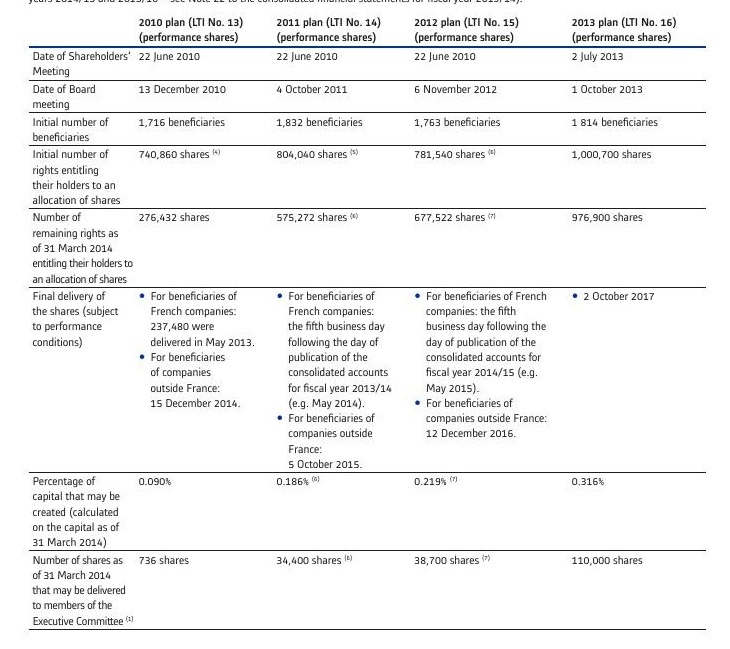 years 2014/15 and 2015/16 – see Note 22 to the consolidated financial statements for fiscal year 2013/14).
2010 plan (LTI No. 13) 2011 plan (LTI No. 14) 2012 plan (LTI No. 15) 2013 plan (LTI No. 16)
(performance shares) (performance shares) (performance shares) (performance shares)
Date of Shareholders' 22 June 2010 22 June 2010 22 June 2010 2 July 2013
Meeting
Date of Board 13 December 2010 4 October 2011 6 November 2012 1 October 2013
meeting
Initial number of 1,716 beneficiaries 1,832 beneficiaries 1,763 beneficiaries 1 814 beneficiaries
beneficiaries
Initial number of 740,860 shares (4) 804,040 shares (5) 781,540 shares (6) 1,000,700 shares
rights entitling
their holders to an
allocation of shares
Number of 276,432 shares 575,272 shares (6) 677,522 shares (7) 976,900 shares
remaining rights as
of 31 March 2014
entitling their holders to
an allocation of shares
Final delivery of • For beneficiaries of • For beneficiaries of • For beneficiaries of French • 2 October 2017
the shares (subject French companies: French companies: companies: the fifth
to performance 237,480 were the fifth business day business day following the
conditions) delivered in May 2013. following the day of day of publication of the
• For beneficiaries publication of the consolidated accounts for
of companies consolidated accounts fiscal year 2014/15 (e.g.
outside France: for fiscal year 2013/14 May 2015).
15 December 2014. (e.g. May 2014). • For beneficiaries of
• For beneficiaries of companies outside France:
companies outside 12 December 2016.
France:
5 October 2015.
Percentage of 0.090% 0.186% (6) 0.219% (7) 0.316%
capital that may be
created (calculated
on the capital as of
31 March 2014)
Number of shares as 736 shares 34,400 shares (6) 38,700 shares (7) 110,000 shares
of 31 March 2014
that may be delivered
to members of the
Executive Committee (1)